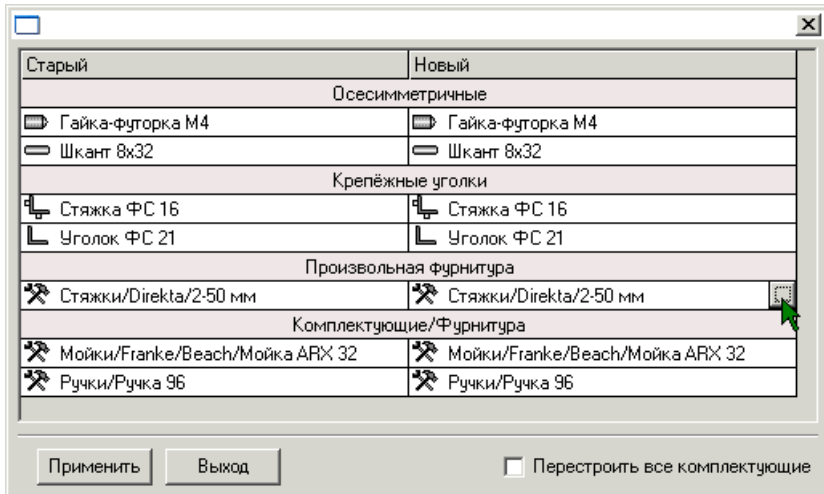 Старый Новый
Осесимметричные
Гайка-футорка М4 Гайка-футорка М4
Шкант 8x32 Шкант 8x32
Крепёжные уголки
Стяжка ФС 16 Стяжка ФС 16
Уголок ФС 21 Уголок ФС 21
Произвольная фурнитура
Стяжки/Direkta/2-50 мм Стяжки/Direkta/2-50 мм
Комплектующие/Фурнитура
Мойки/Franke/Beach/Мойка ARX 32 Мойки/Franke/Beach/Мойка ARX 32
Ручки/Ручка 96 Ручки/Ручка 96
Применить Выход Перестроить все комплектующие